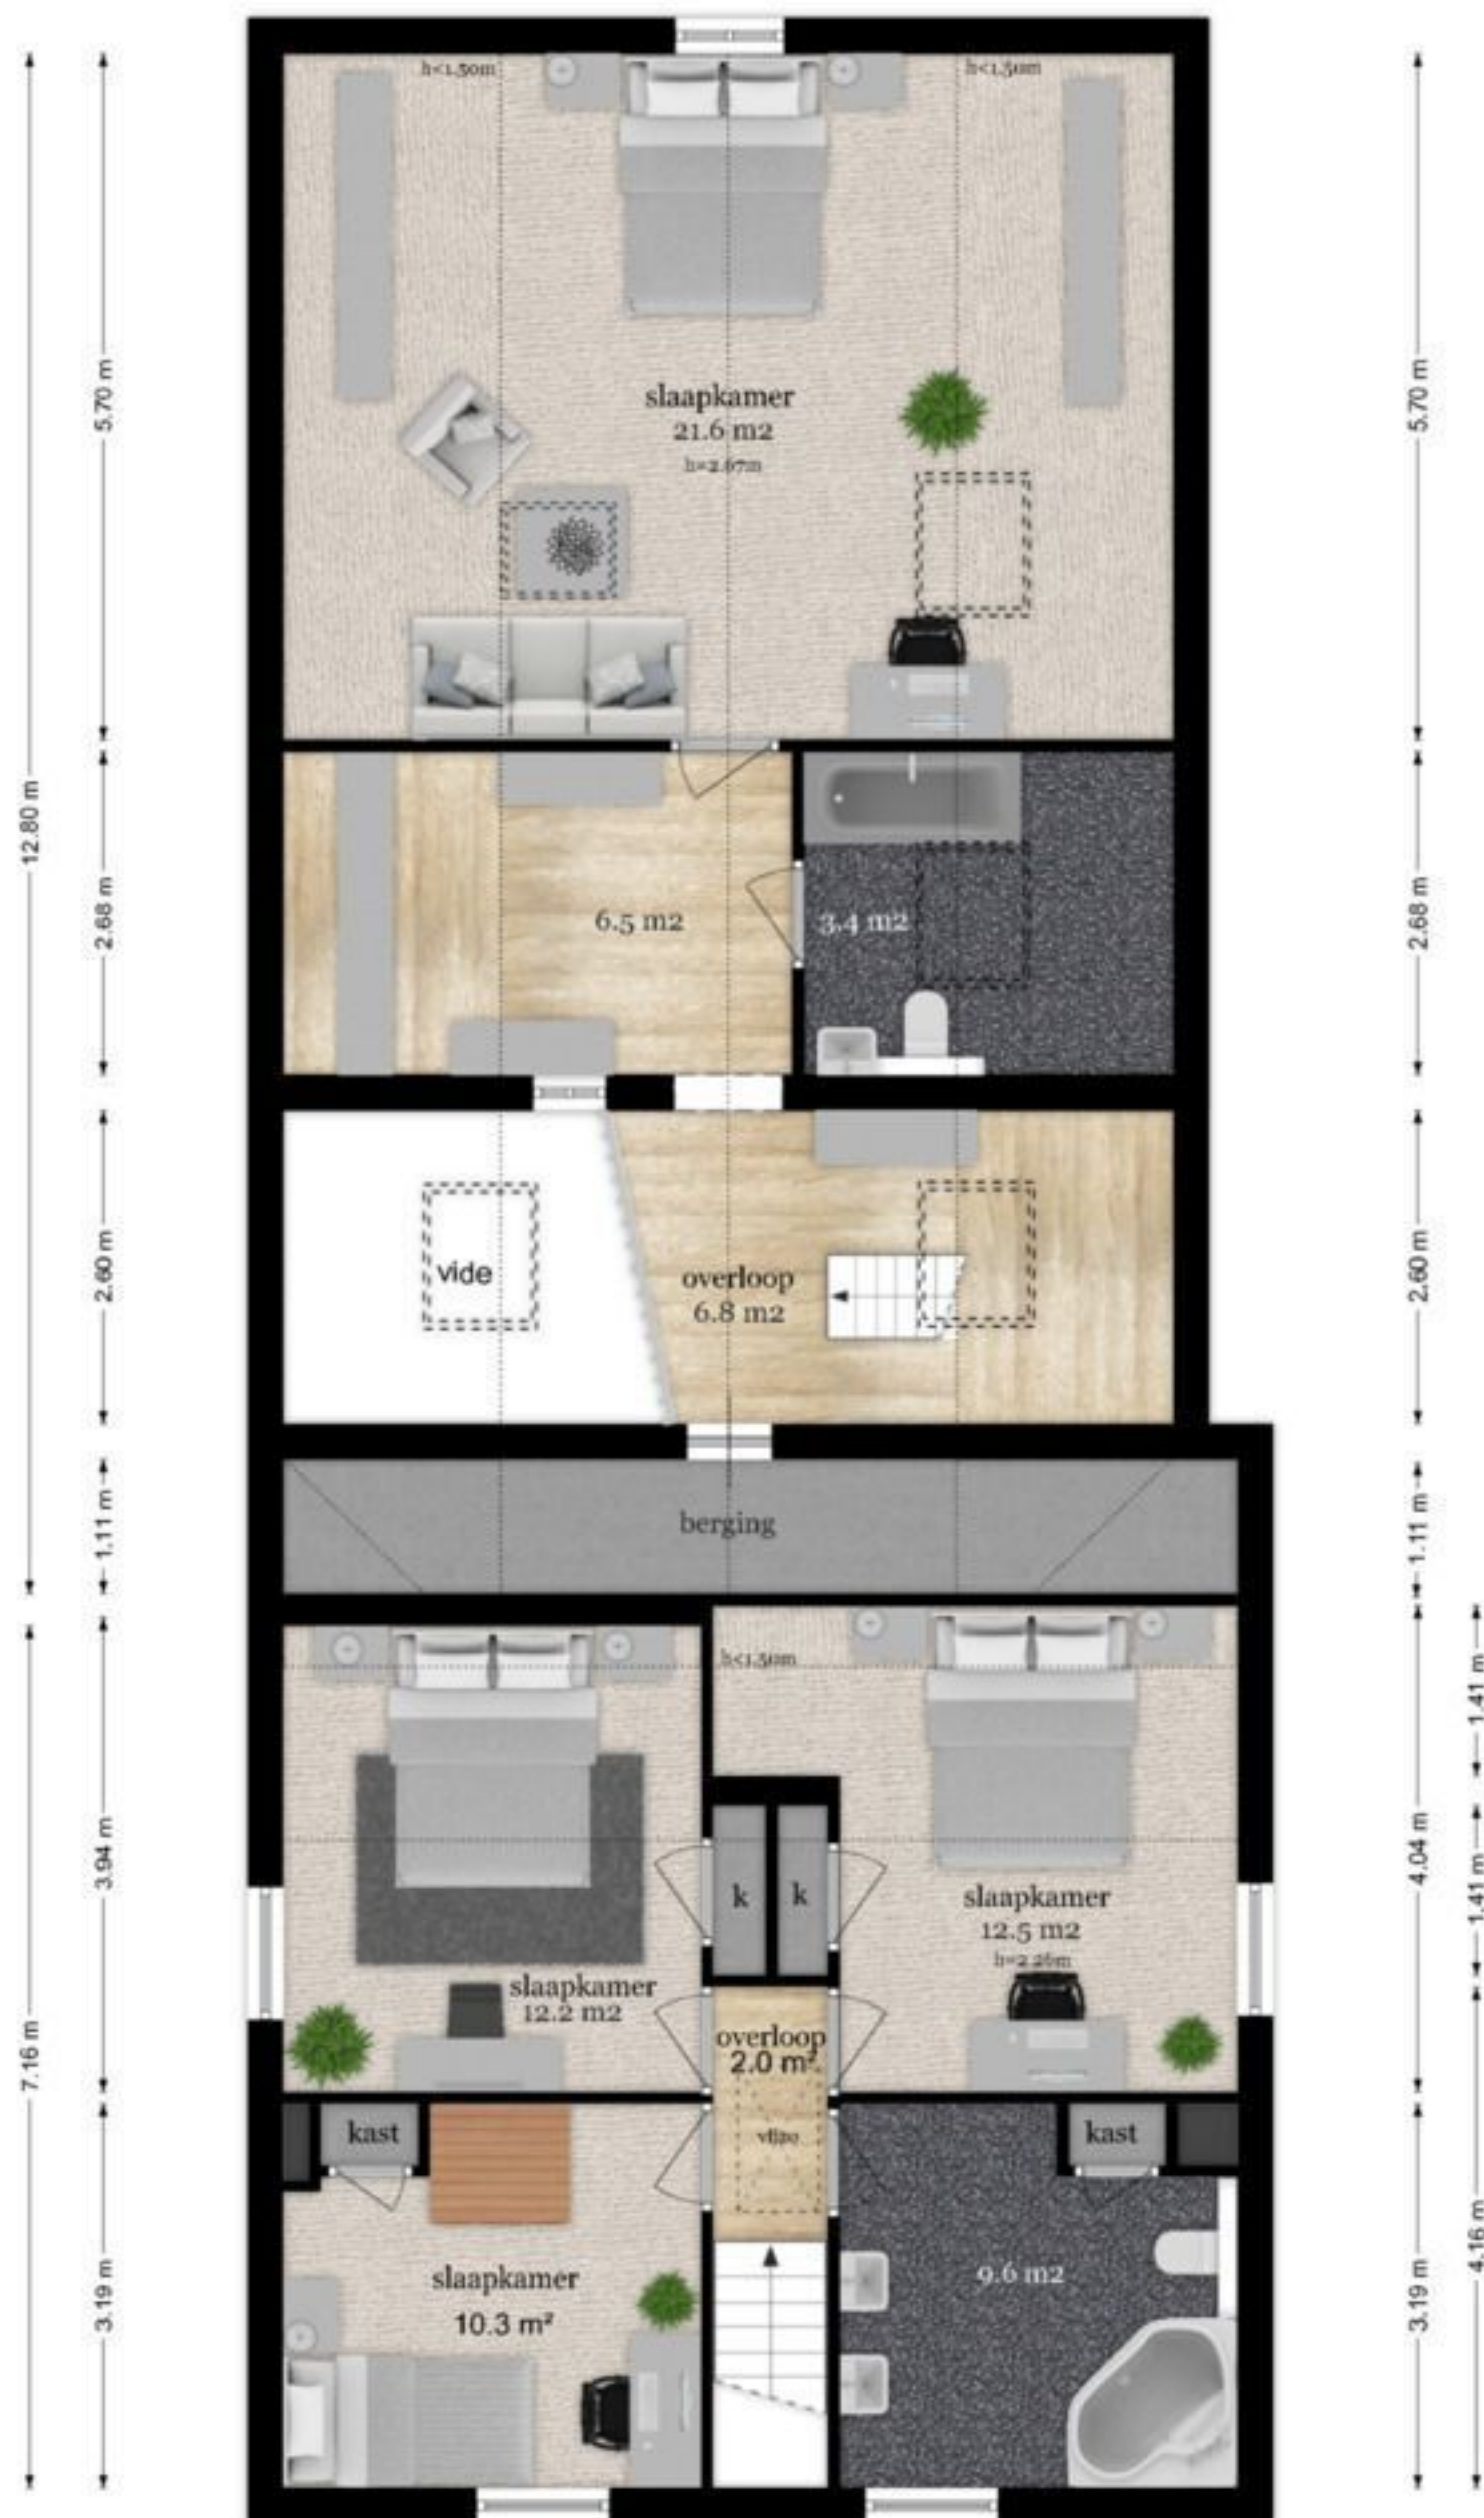 h<1.50m
h<1.50m
5.70 m
5.70 m
slaapkamer
21.6 m2
h=2.67m
12.80 m
2.68 m
2.68 m
6.5 m2
3.4 m2
2.60 m
2.60 m
vide
overloop
6.8 m2
1.11 m
1.11 m
berging
h<1.50m
1.41 m
3.94 m
4.04 m
1.41 m
k
k
slaapkamer
12.5 m2
h=2.26m
slaapkamer
12.2 m2
overloop
2.0 m²
7.16 m
kast
vlizo
kast
3.19 m
3.19 m
4.16 m
slaapkamer
10.3 m²
9.6 m2